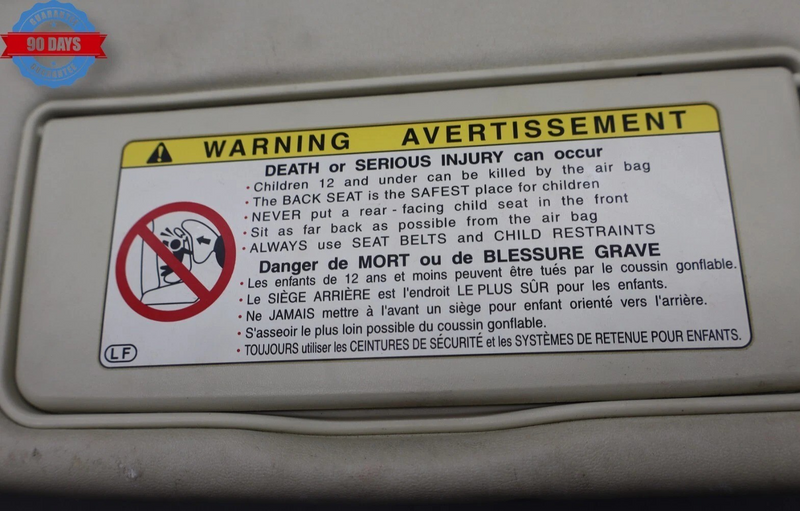 GUARANTEE
90 DAYS
GUARANTEE
WARNING AVERTISSEMENT
DEATH or SERIOUS INJURY can occur
• Children 12 and under can be killed by the air bag
• The BACK SEAT is the SAFEST place for children
• NEVER put a rear-facing child seat in the front
• Sit as far back as possible from the air bag
• ALWAYS use SEAT BELTS and CHILD RESTRAINTS
Danger de MORT ou de BLESSURE GRAVE
• Les enfants de 12 ans et moins peuvent être tués par le coussin gonflable.
• Le SIÈGE ARRIÈRE est l'endroit LE PLUS SÛR pour les enfants.
• Ne JAMAIS mettre à l'avant un siège pour enfant orienté vers l'arrière.
• S'asseoir le plus loin possible du coussin gonflable.
• TOUJOURS utiliser les CEINTURES DE SÉCURITÉ et les SYSTÈMES DE RETENUE POUR ENFANTS.
LF